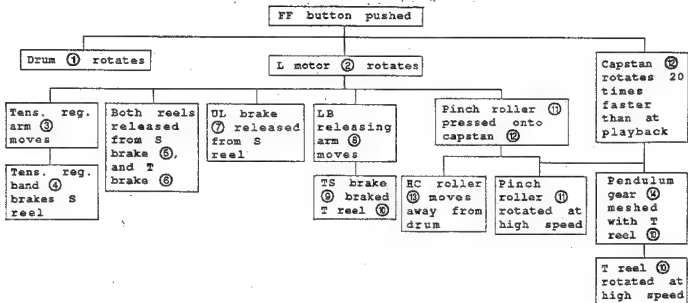 FF button pushed
Drum ① rotates
L motor ② rotates
Capstan ⑫
rotates 20
times
faster
than at
playback
Tens. reg.
arm ③
moves
Both reels
released
from S
brake ⑤,
and T
brake ⑥
UL brake
⑦ released
from S
reel
LB
releasing
arm ⑧
moves
Pinch roller ⑪
pressed onto
capstan ⑫
Tens. reg.
band ④
brakes S
reel
TS brake
⑨ braked
T reel ⑩
HC roller
⑬ moves
away from
drum
Pinch
roller ⑪
rotated at
high speed
Pendulum
gear ⑭
meshed
with T
reel ⑩
T reel ⑩
rotated at
high speed